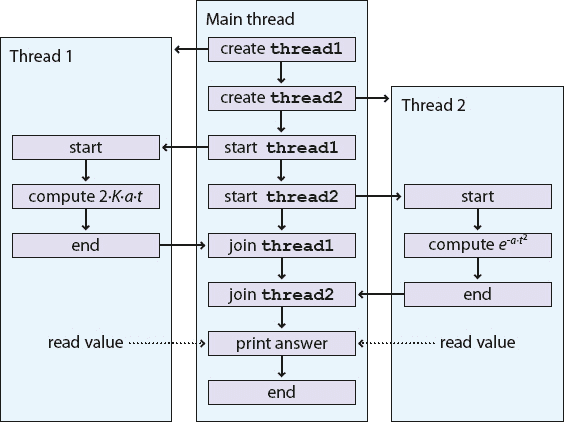 Main thread
create thread1
create thread2
start thread1
start thread2
join thread1
join thread2
print answer
end
Thread 1
start
compute 2·K·a·t
end
read value
Thread 2
start
compute e^-a·t²
end
read value